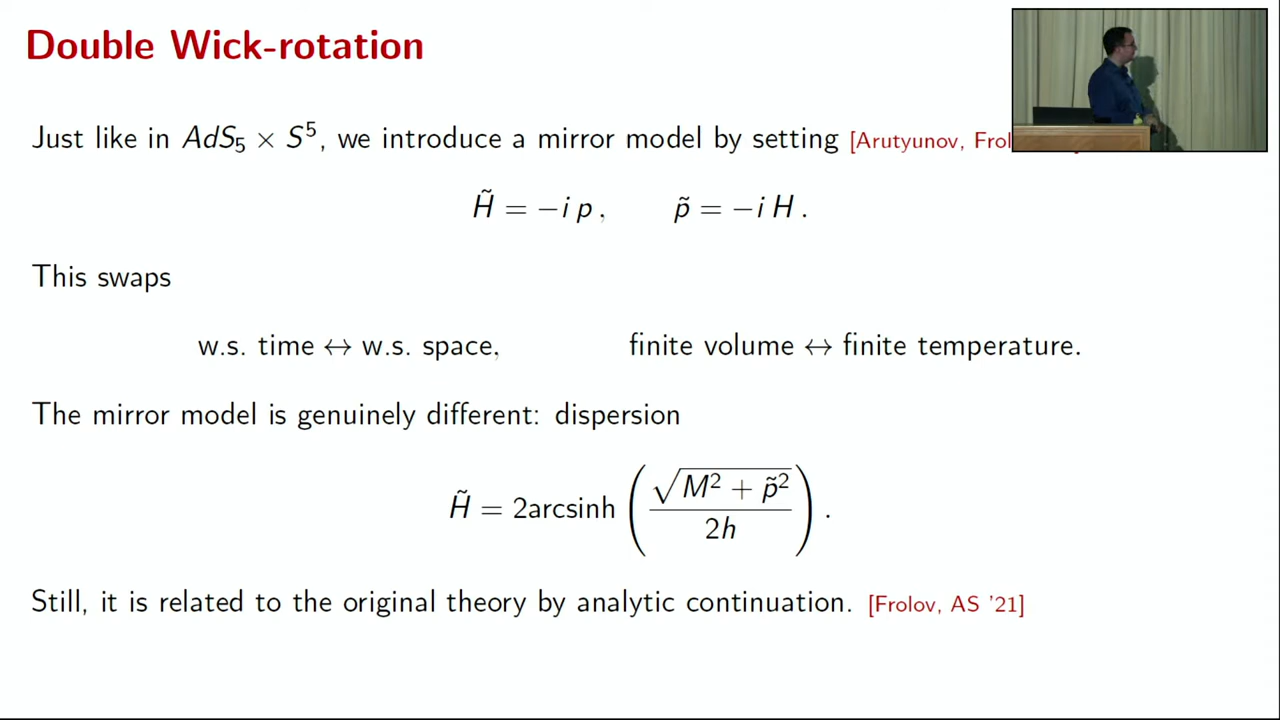 Double Wick-rotation
Just like in AdS₅ × S⁵, we introduce a mirror model by setting [Arutyunov,
H̃ = −i p , p̃ = −i H .
This swaps
w.s. time ↔ w.s. space, finite volume ↔ finite temperature.
The mirror model is genuinely different: dispersion
H̃ = 2arcsinh ( √(M² + p̃²) / 2h ) .
Still, it is related to the original theory by analytic continuation. [Frolov, AS '21]